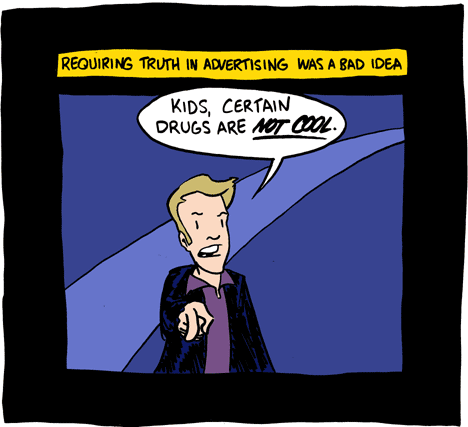 REQUIRING TRUTH IN ADVERTISING WAS A BAD IDEA
KIDS, CERTAIN
DRUGS ARE NOT COOL.